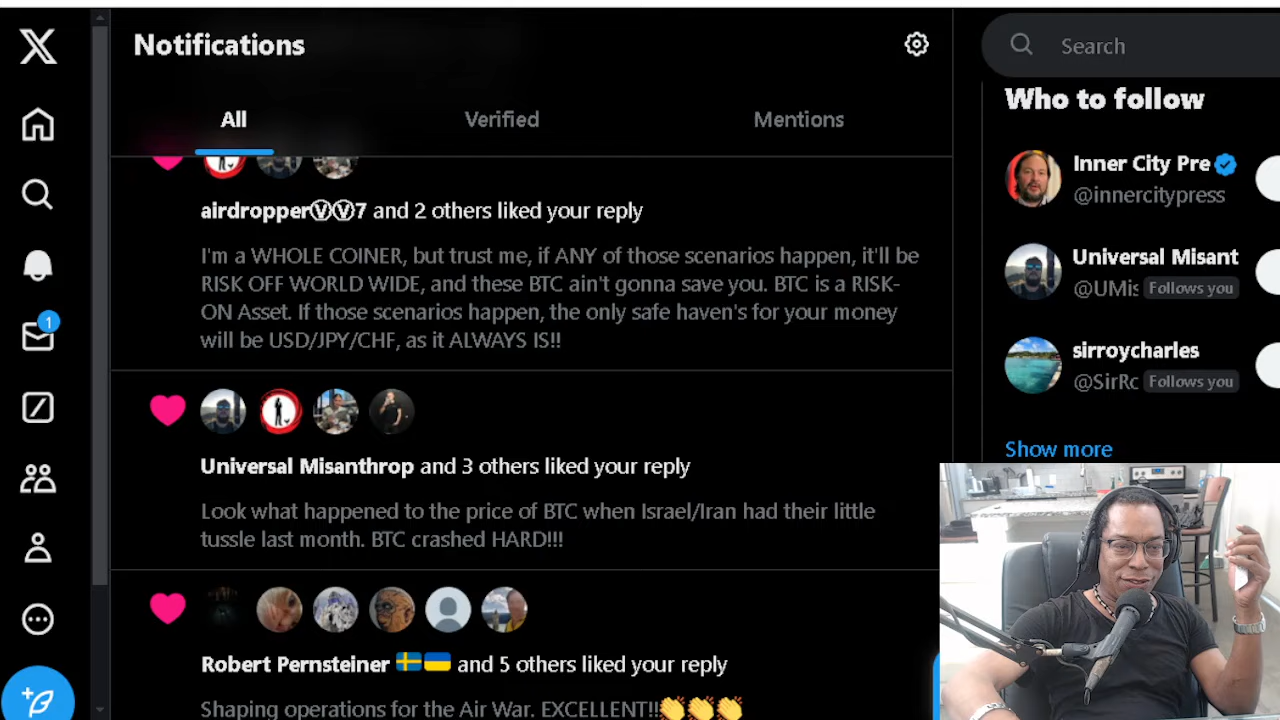 Notifications
Search
All
Verified
Mentions
Who to follow
Inner City Pre
@innercitypress
airdropperⓋⓋ7 and 2 others liked your reply
I'm a WHOLE COINER, but trust me, if ANY of those scenarios happen, it'll be
RISK OFF WORLD WIDE, and these BTC ain't gonna save you. BTC is a RISK-
ON Asset. If those scenarios happen, the only safe haven's for your money
will be USD/JPY/CHF, as it ALWAYS IS!!
Universal Misant
@UMis Follows you
1
sirroycharles
@SirRc Follows you
Show more
Universal Misanthrop and 3 others liked your reply
Look what happened to the price of BTC when Israel/Iran had their little
tussle last month. BTC crashed HARD!!!
Robert Pernsteiner 🇸🇪🇺🇦 and 5 others liked your reply
Shaping operations for the Air War. EXCELLENT!!👏👏👏